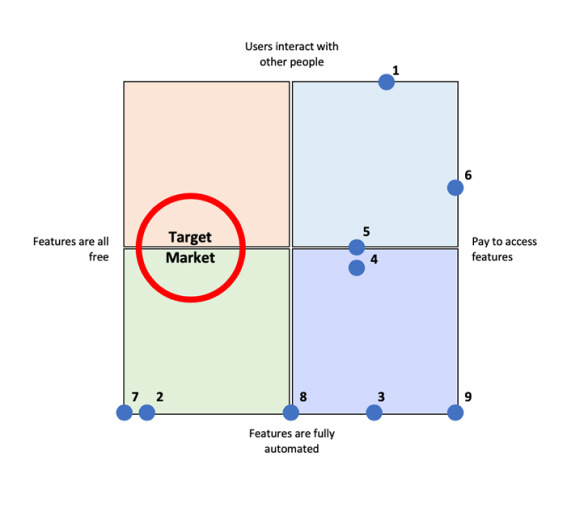 Users interact with
other people
1
6
5
Target
Market
Features are all
free
Pay to access
features
4
7
2
8
3
9
Features are fully
automated